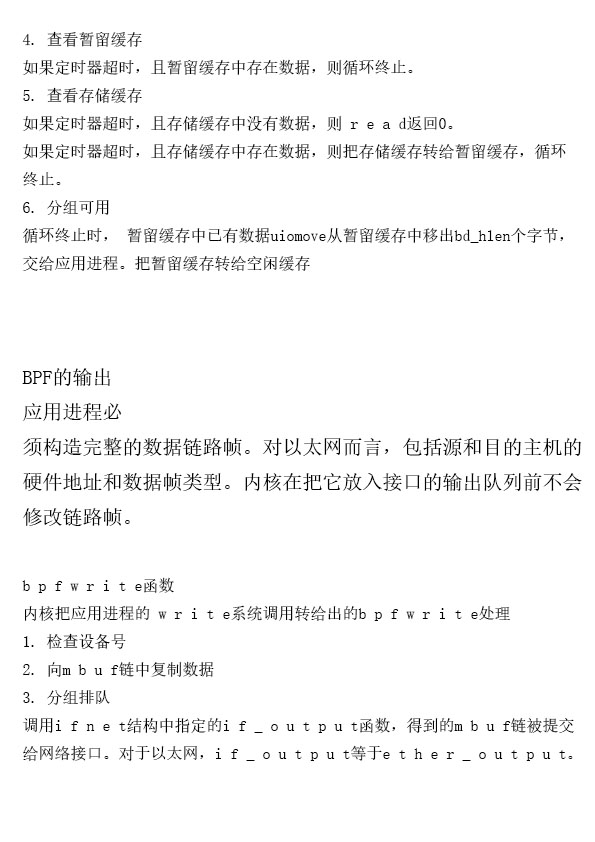 4. 查看暂留缓存
如果定时器超时，且暂留缓存中存在数据，则循环终止。
5. 查看存储缓存
如果定时器超时，且存储缓存中没有数据，则 r e a d返回0。
如果定时器超时，且存储缓存中存在数据，则把存储缓存转给暂留缓存，循环
终止。
6. 分组可用
循环终止时， 暂留缓存中已有数据uiomove从暂留缓存中移出bd_hlen个字节，
交给应用进程。把暂留缓存转给空闲缓存
BPF的输出
应用进程必
须构造完整的数据链路帧。对以太网而言，包括源和目的主机的
硬件地址和数据帧类型。内核在把它放入接口的输出队列前不会
修改链路帧。
b p f w r i t e函数
内核把应用进程的 w r i t e系统调用转给出的b p f w r i t e处理
1. 检查设备号
2. 向m b u f链中复制数据
3. 分组排队
调用i f n e t结构中指定的i f _ o u t p u t函数，得到的m b u f链被提交
给网络接口。对于以太网，i f _ o u t p u t等于e t h e r _ o u t p u t。